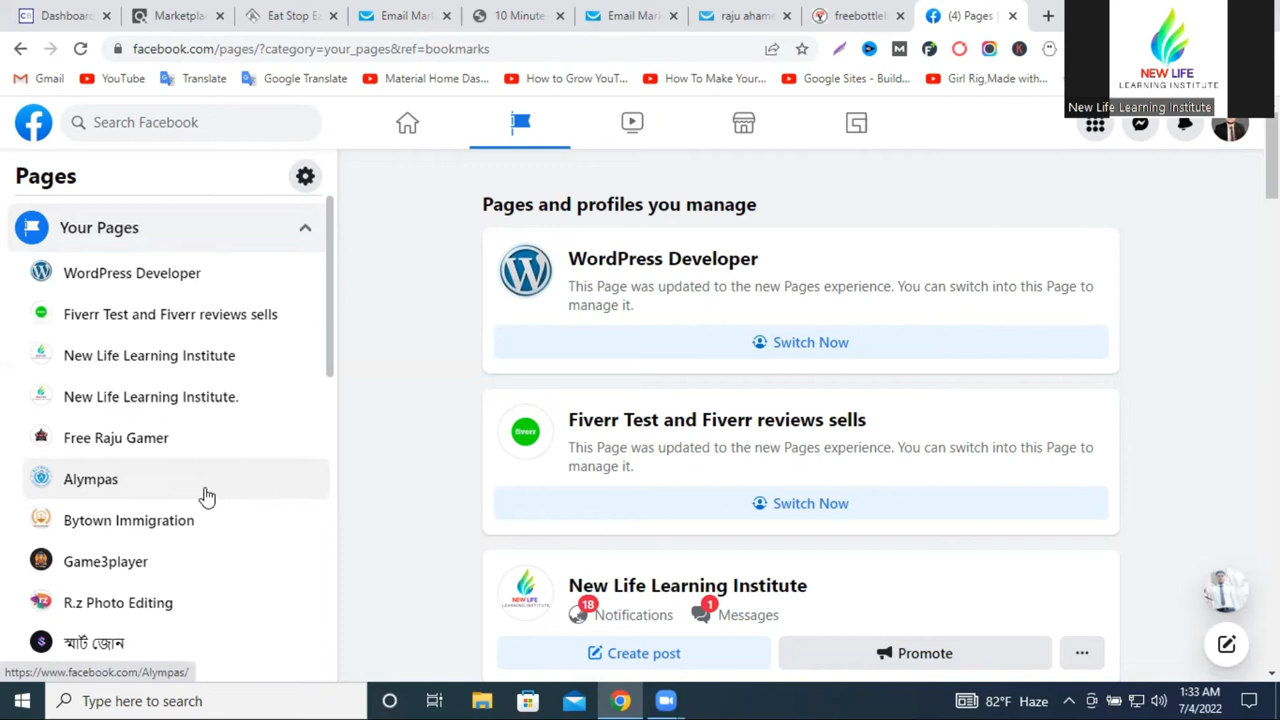 Dashboard
Marketpla
Eat Stop E
Email Mar
10 Minute
Email Mar
raju aham
freebottle
(4) Pages |
facebook.com/pages/?category=your_pages&ref=bookmarks
Gmail
YouTube
Translate
Google Translate
Material Home Das...
How to Grow YouT...
How To Make Your...
Google Sites - Build...
Girl Rig,Made with...
NEW LIFE
LEARNING INSTITUTE
New Life Learning Institute
Search Facebook
Pages
Your Pages
WordPress Developer
Fiverr Test and Fiverr reviews sells
New Life Learning Institute
New Life Learning Institute.
Free Raju Gamer
Alympas
Bytown Immigration
Game3player
R.z Photo Editing
স্মার্ট জোন
https://www.facebook.com/Alympas/
Pages and profiles you manage
WordPress Developer
This Page was updated to the new Pages experience. You can switch into this Page to
manage it.
Switch Now
fiverr
Fiverr Test and Fiverr reviews sells
This Page was updated to the new Pages experience. You can switch into this Page to
manage it.
Switch Now
NEW LIFE
LEARNING INSTITUTE
New Life Learning Institute
18 Notifications
1 Messages
Create post
Promote
Type here to search
82°F Haze
1:33 AM
7/4/2022